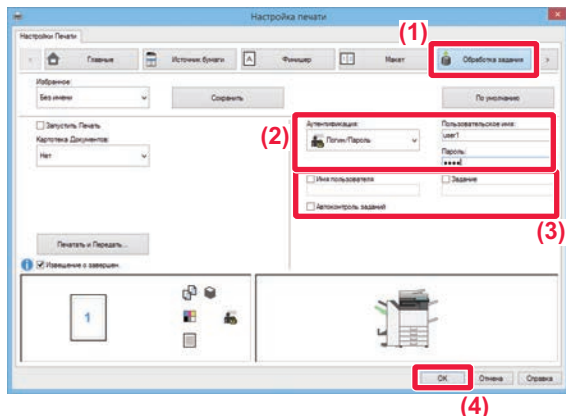 Настройка печати
Настройки Печати
(1)
Главные
Источник бумаги
Финишер
Макет
Обработка задания
Избранное:
Без имени
Сохранить
По умолчанию
Запустить Печать
Картотека Документов:
Нет
(2)
Аутентификация:
Логин/Пароль
Пользовательское имя:
user1
Пароль:
••••
Имя пользователя
Задание
Автоконтроль заданий
(3)
Печатать и Передать...
Извещение о завершен.
1
OK
Отмена
Справка
(4)